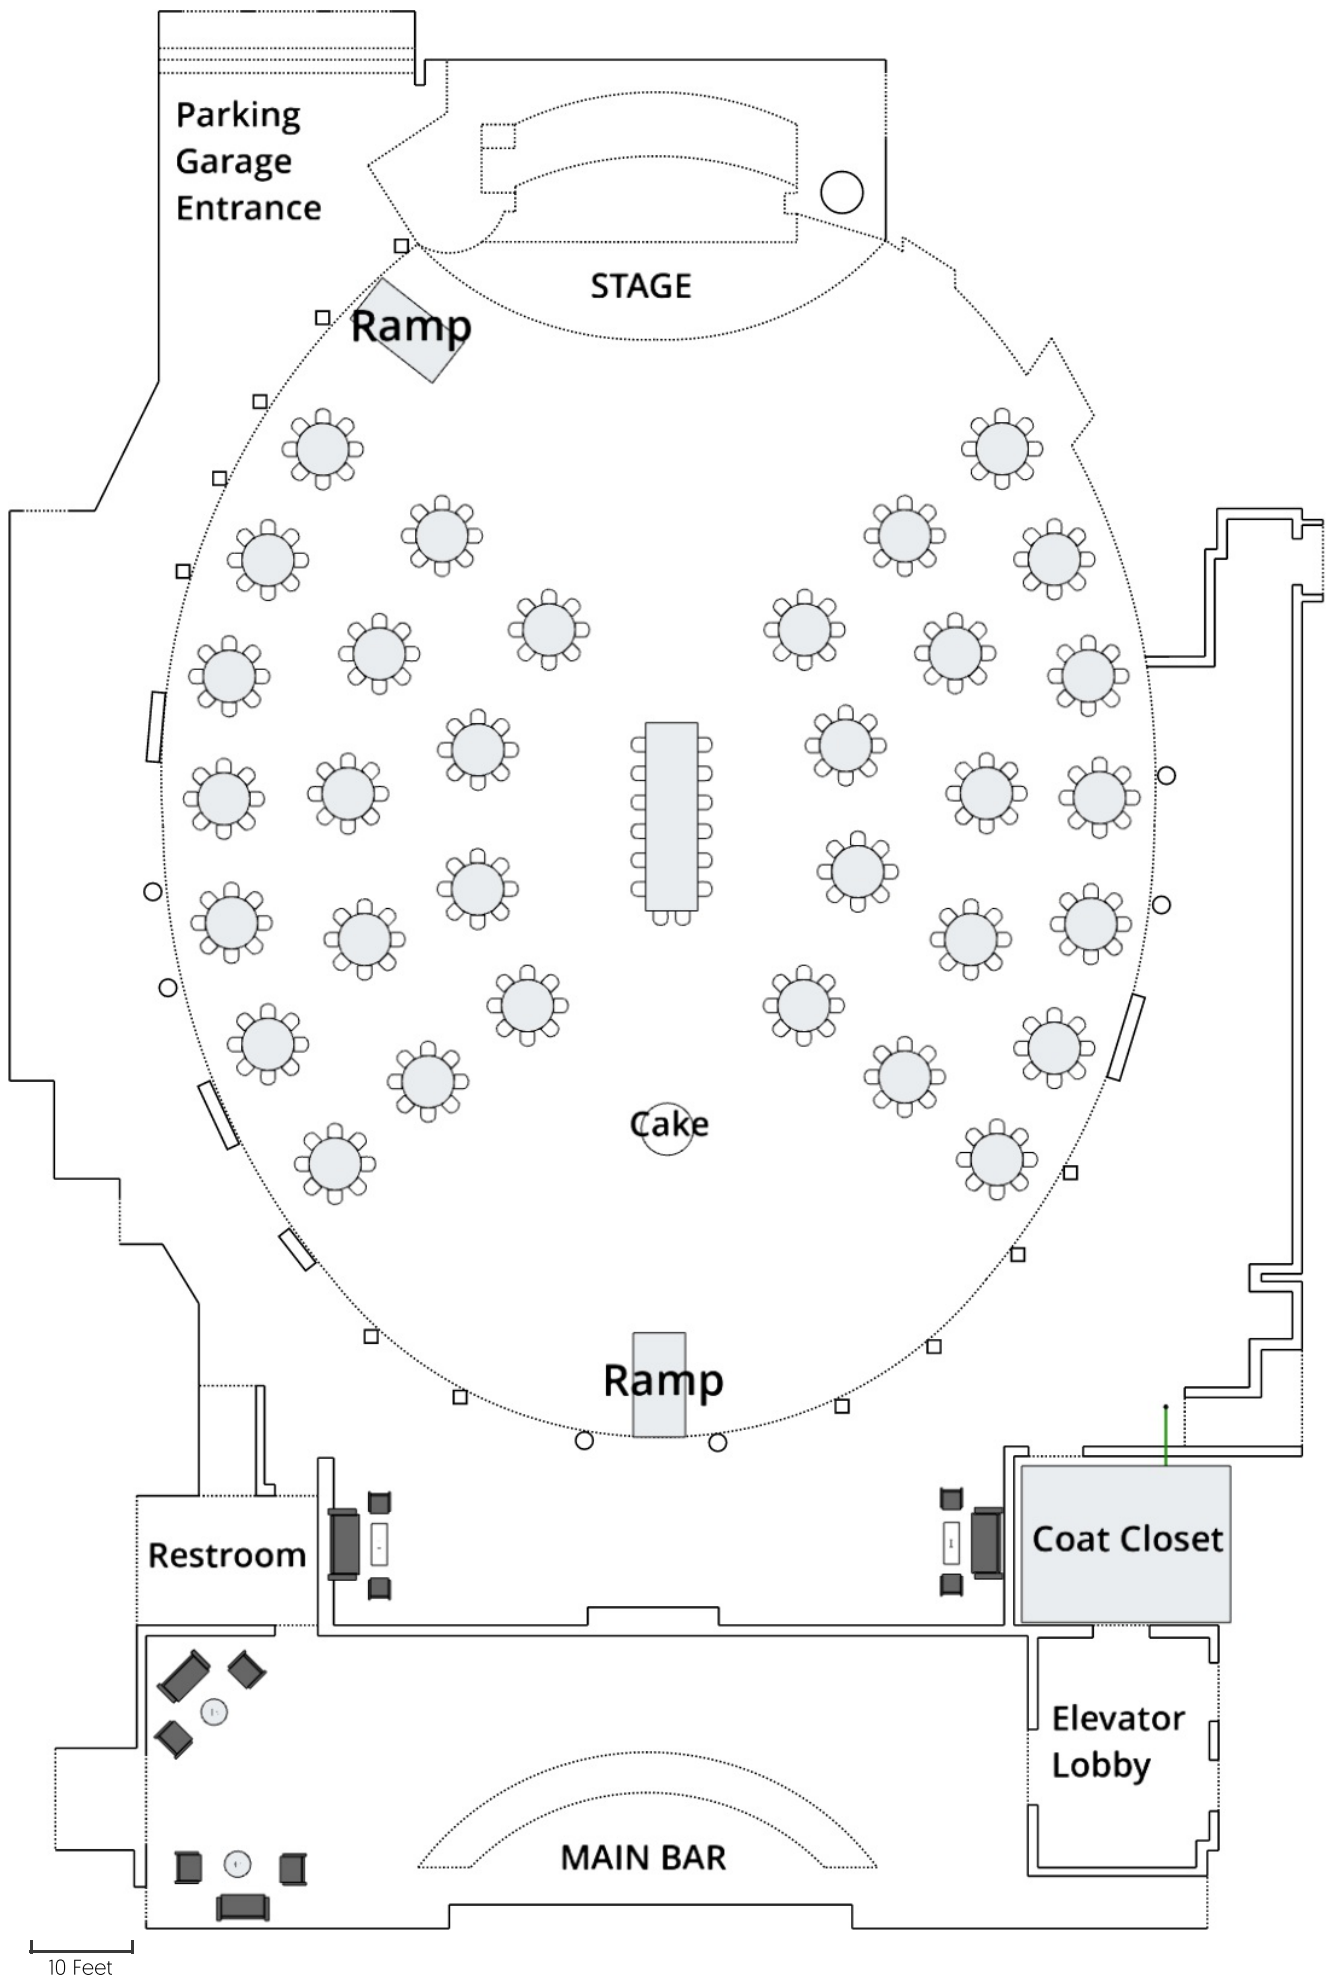 Parking
Garage
Entrance
STAGE
Ramp
Cake
Ramp
Restroom
Coat Closet
Elevator
Lobby
MAIN BAR
10 Feet